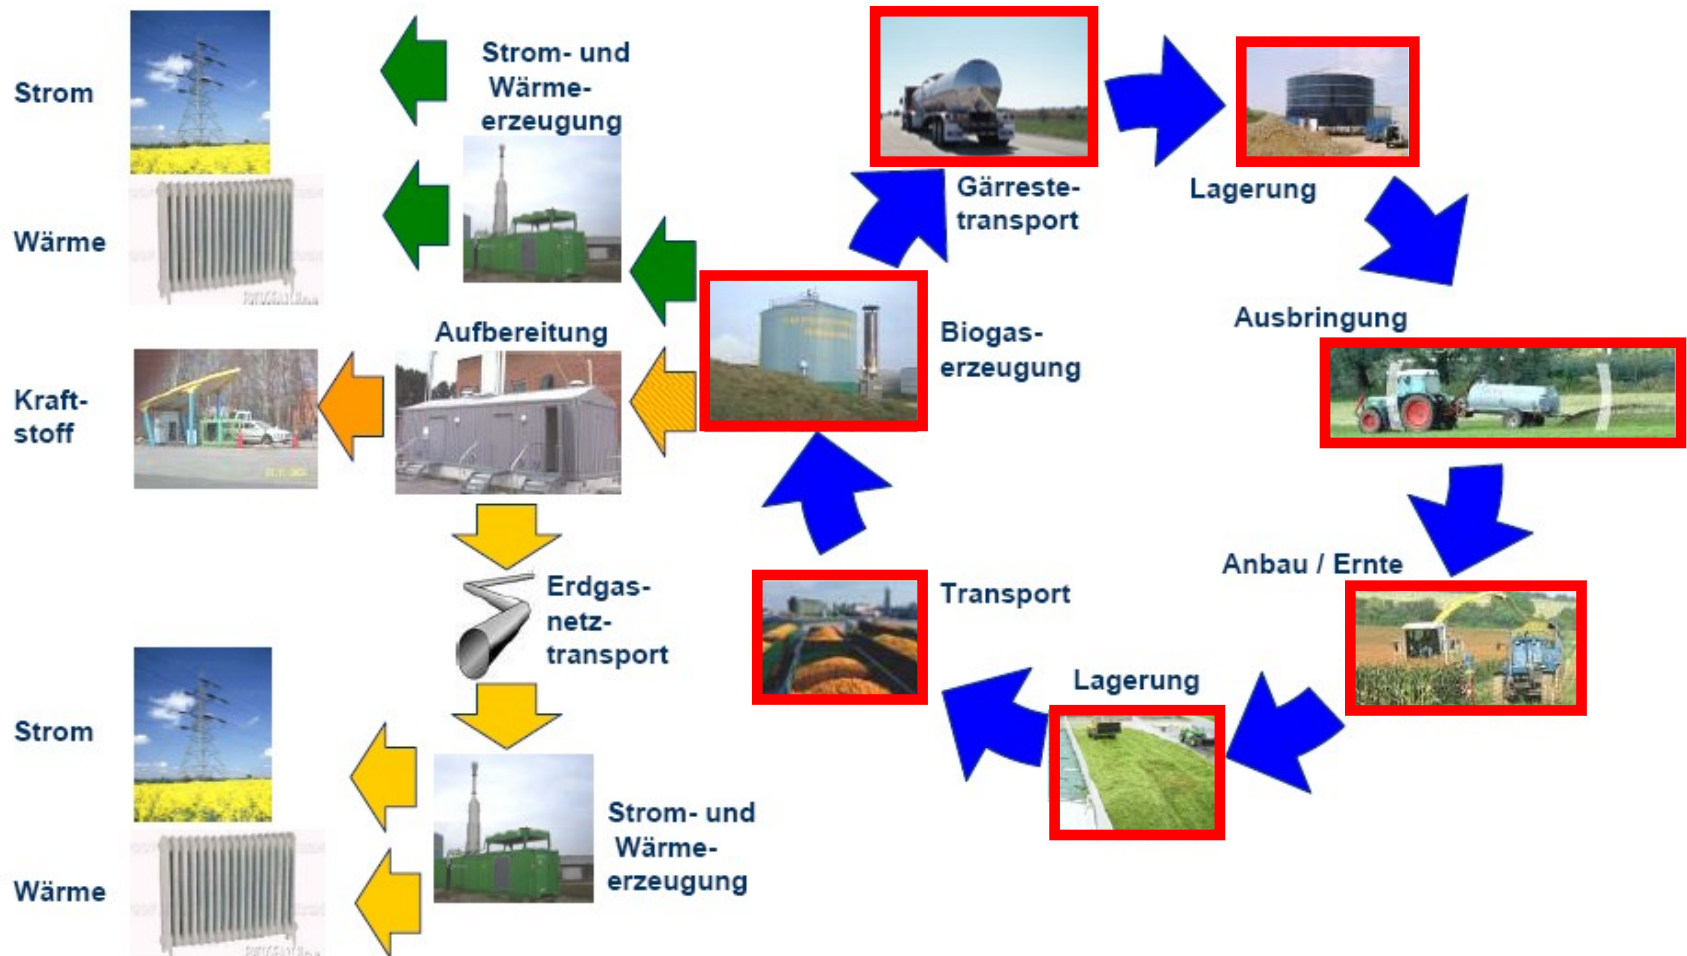 Strom
Strom- und
Wärme-
erzeugung
Wärme
Aufbereitung
Kraft-
stoff
Erdgas-
netz-
transport
Strom
Strom- und
Wärme-
erzeugung
Wärme
Gärreste-
transport
Lagerung
Biogas-
erzeugung
Ausbringung
Anbau / Ernte
Transport
Lagerung